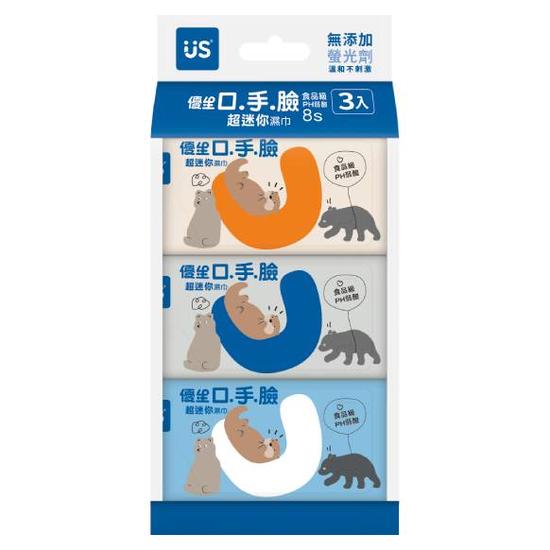 ÜS
無添加
螢光劑
溫和不刺激
優生口.手.臉
超迷你濕巾
食品級
PH弱酸
8s
3入
優生口.手.臉
超迷你濕巾
食品級
PH弱酸
優生口.手.臉
超迷你濕巾
食品級
PH弱酸
優生口.手.臉
超迷你濕巾
食品級
PH弱酸